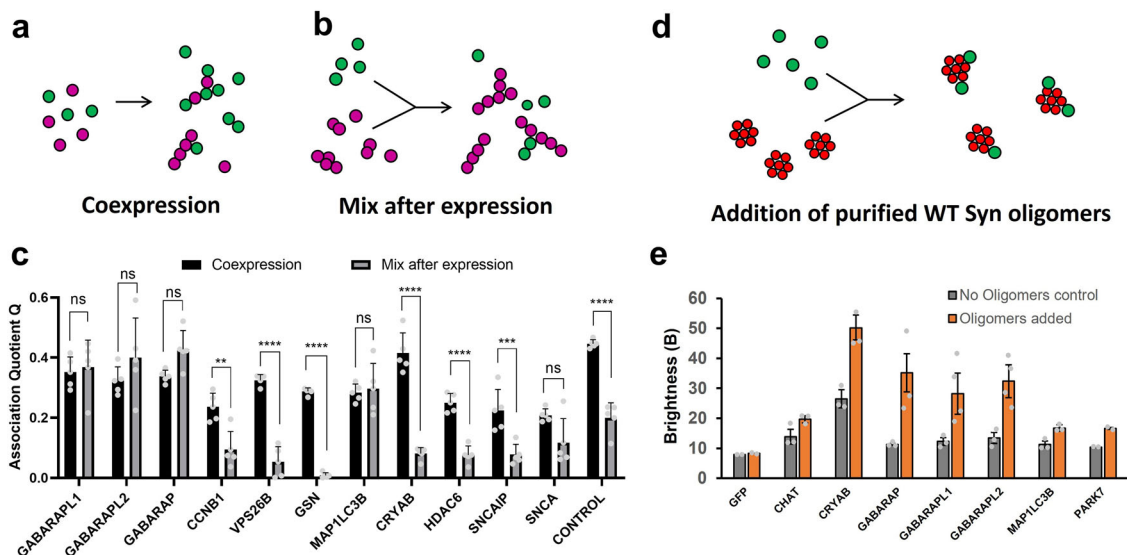 a
b
d
Coexpression
Mix after expression
Addition of purified WT Syn oligomers
c
Coexpression
Mix after expression
Association Quotient Q
0.6
0.4
0.2
0.0
ns
ns
ns
**
****
****
ns
****
****
***
ns
****
GABARAPL1
GABARAPL2
GABARAP
CCNB1
VPS26B
GSN
MAP1LC3B
CRYAB
HDAC6
SNCAIP
SNCA
CONTROL
e
No Oligomers control
Oligomers added
Brightness (B)
60
50
40
30
20
10
0
GFP
CHAT
CRYAB
GABARAP
GABARAPL1
GABARAPL2
MAP1LC3B
PARK7